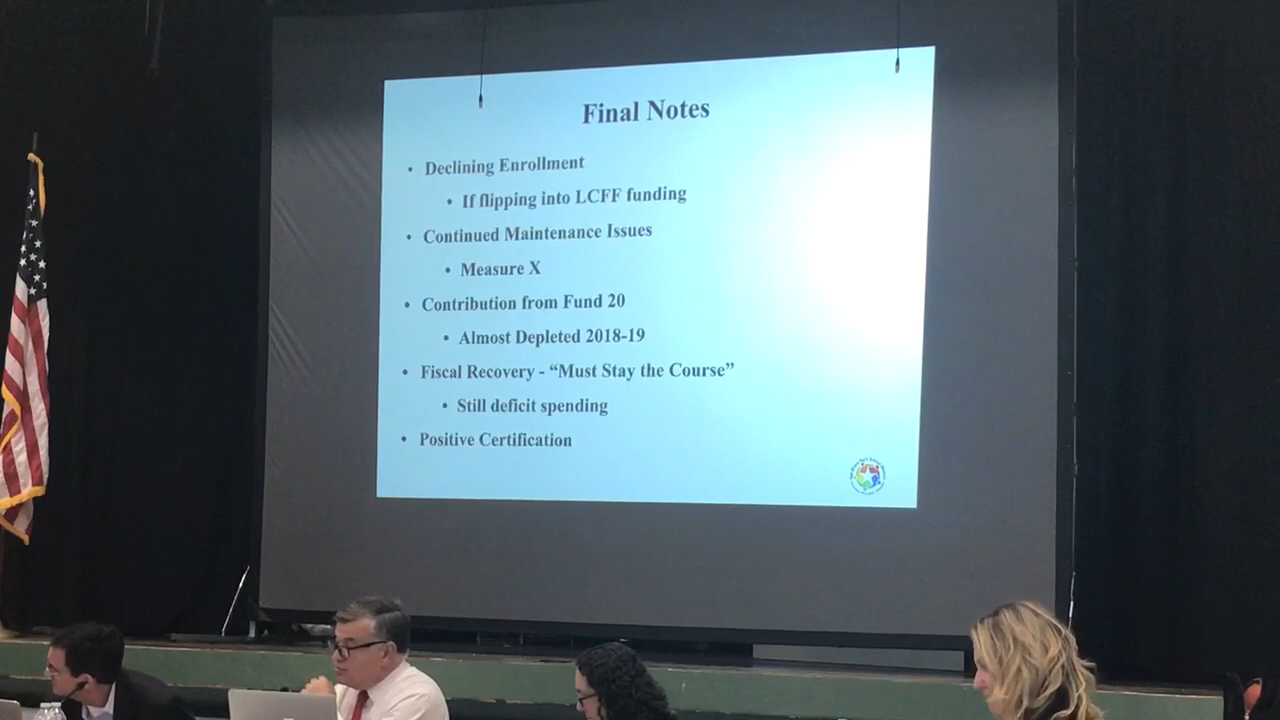 Final Notes
• Declining Enrollment
• If flipping into LCFF funding
• Continued Maintenance Issues
• Measure X
• Contribution from Fund 20
• Almost Depleted 2018-19
• Fiscal Recovery - “Must Stay the Course”
• Still deficit spending
• Positive Certification